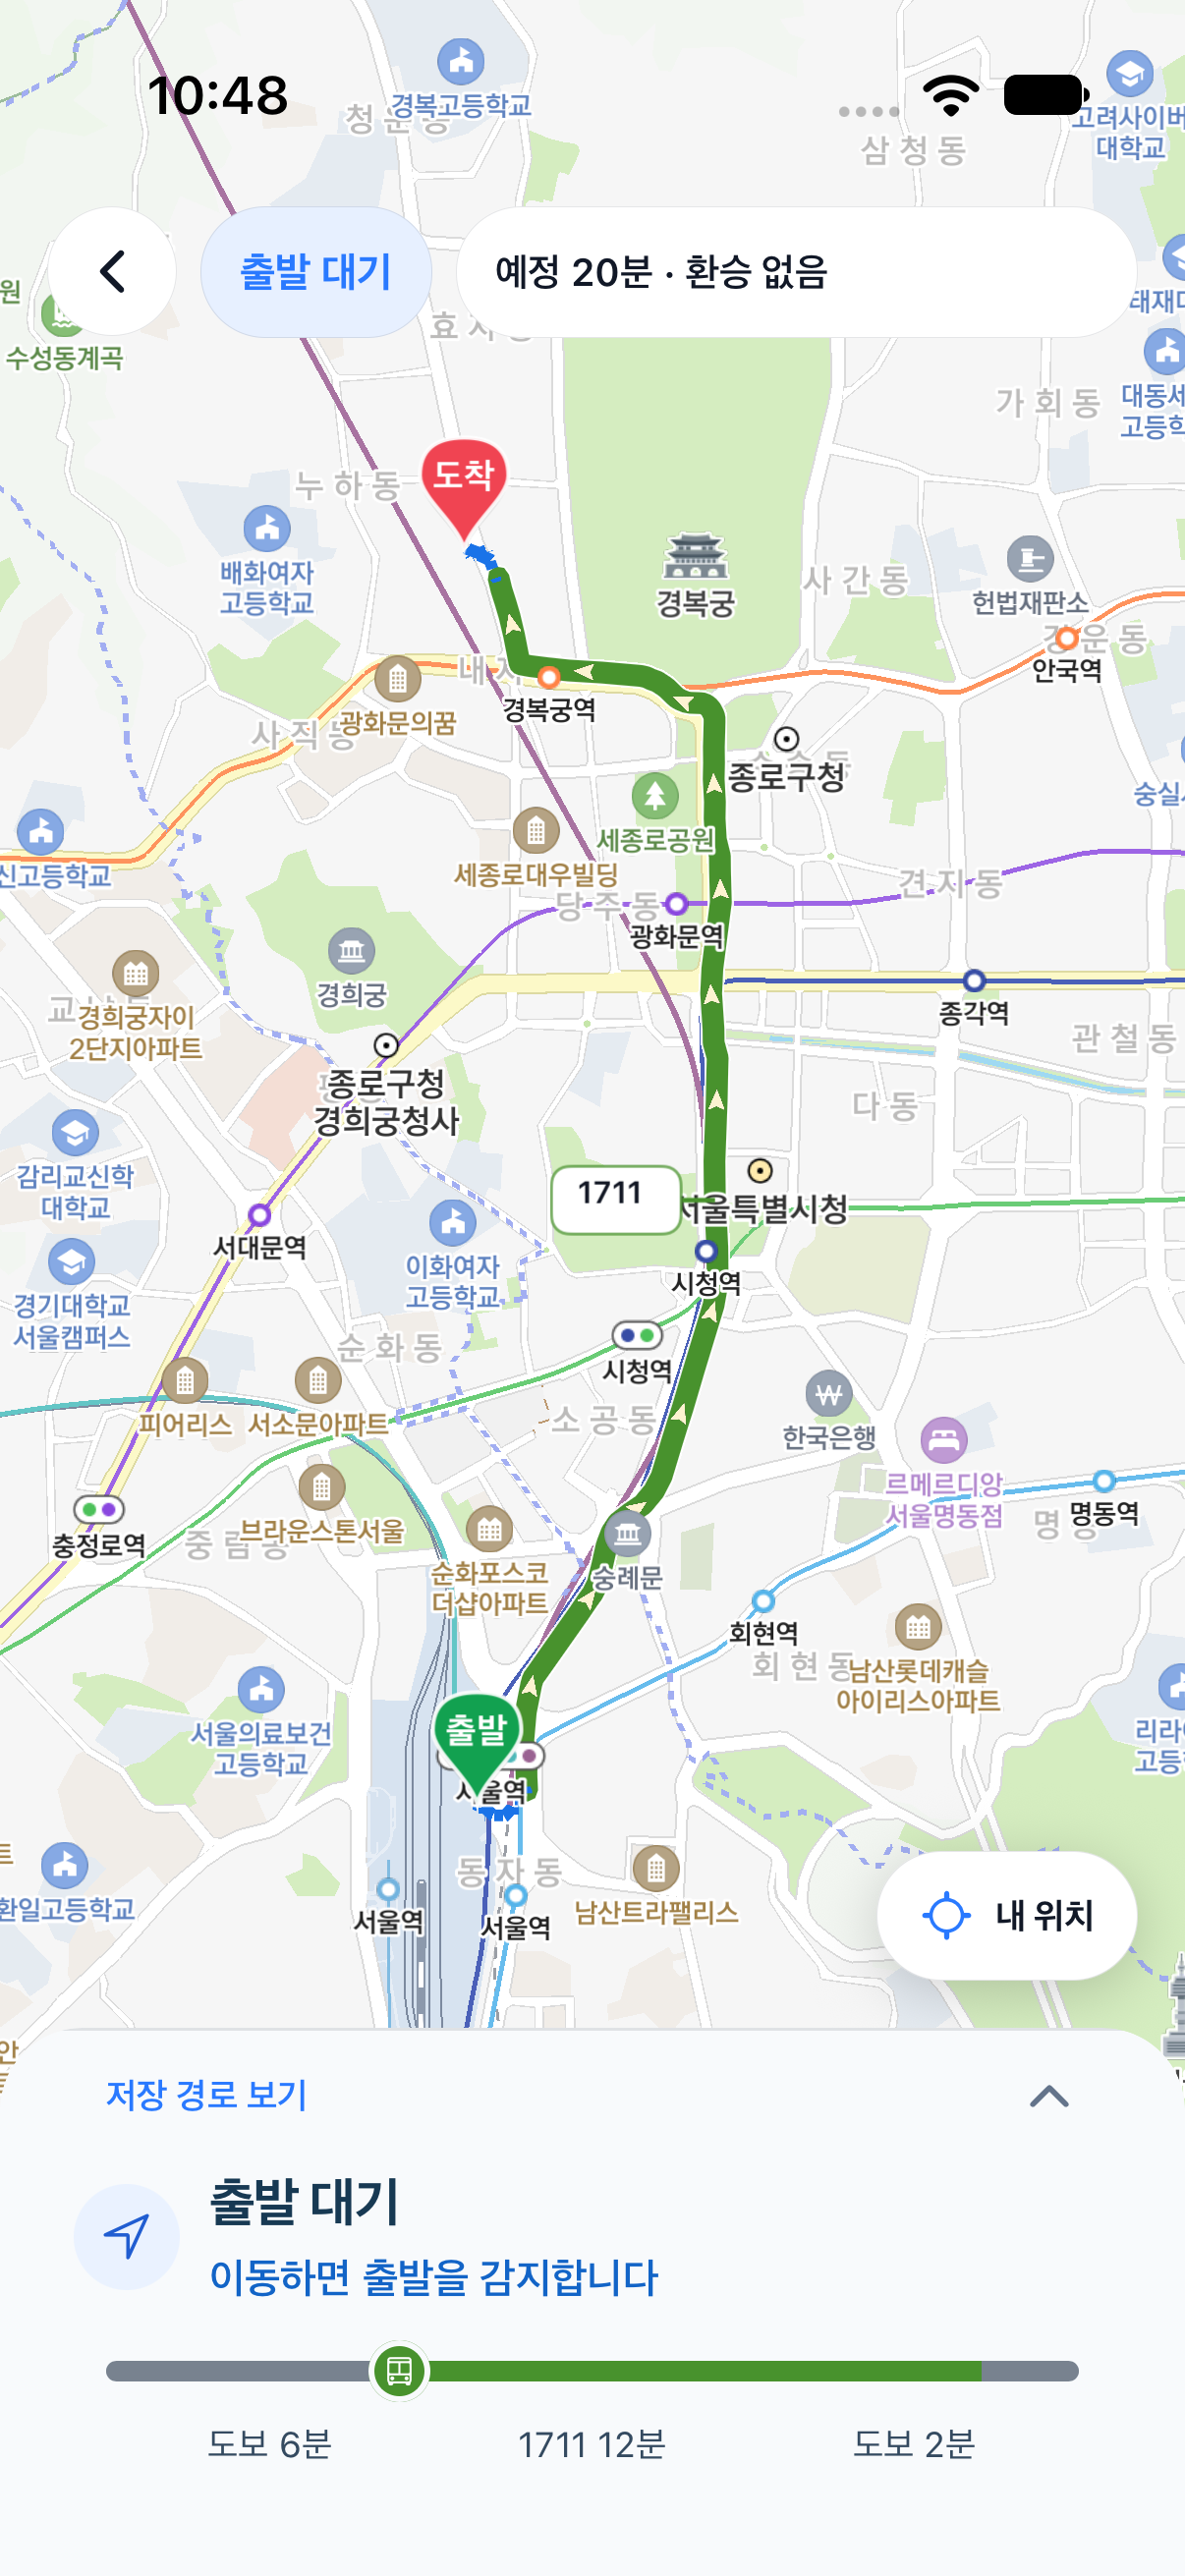 10:48
경복고등학교
삼청동
고려사이버
대학교
출발 대기
예정 20분 · 환승 없음
원
수성동계곡
가회동
도착
누하동
배화여자
고등학교
경복궁
사간동
헌법재판소
안국역
경복궁역
광화문의꿈
종로구청
세종로공원
신고등학교
세종로대우빌딩
견지동
당주동
광화문역
경희궁
종각역
경희궁자이
2단지아파트
관철동
종로구청
경희궁청사
다동
감리교신학
대학교
1711
서울특별시청
서대문역
이화여자
고등학교
시청역
경기대학교
서울캠퍼스
순화동
시청역
피어리스
서소문아파트
소공동
한국은행
르메르디앙
서울명동점
명동역
충정로역
브라운스톤서울
순화포스코
더샵아파트
숭례문
회현역
회현동
남산롯데캐슬
아이리스아파트
서울의료보건
고등학교
출발
서울역
동자동
환일고등학교
서울역
서울역
남산트라팰리스
내 위치
저장 경로 보기
출발 대기
이동하면 출발을 감지합니다
도보 6분
1711 12분
도보 2분